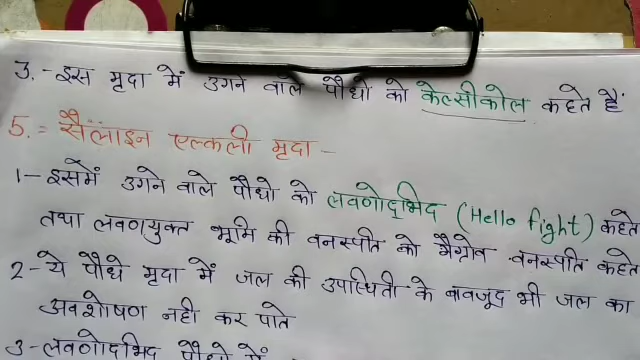 3.- इस मृदा में उगने वाले पौधो को केल्सीकोल कहते हैं
5.= सैलाइन एल्कली मृदा -
1- इसमें उगने वाले पौधो को लवणोद्भिद (Hello fight) कहते
तथा लवणयुक्त भूमि की वनस्पति को मैग्रोव वनस्पति कहते
2- ये पौधे मृदा में जल की उपस्थिती के बावजूद भी जल का
अवशोषण नही कर पाते
3- लवणोदभिद पौधो में